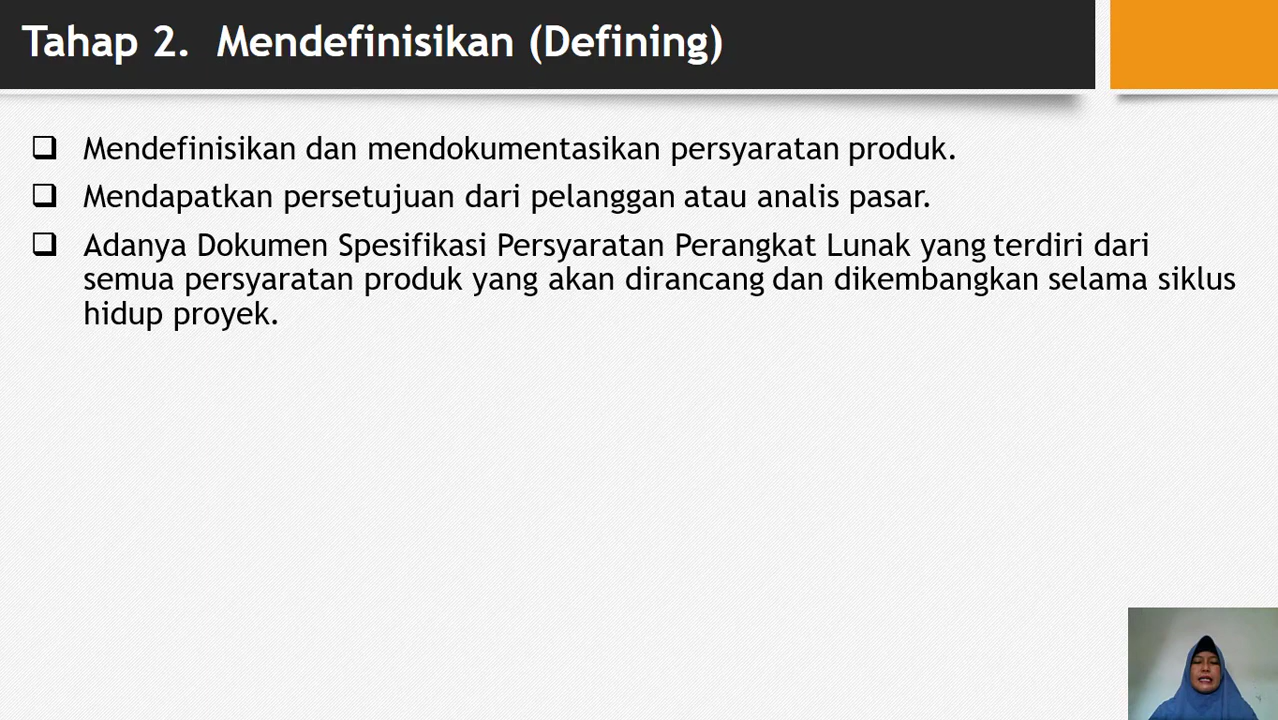 Tahap 2. Mendefinisikan (Defining)
Mendefinisikan dan mendokumentasikan persyaratan produk.
Mendapatkan persetujuan dari pelanggan atau analis pasar.
Adanya Dokumen Spesifikasi Persyaratan Perangkat Lunak yang terdiri dari
semua persyaratan produk yang akan dirancang dan dikembangkan selama siklus
hidup proyek.